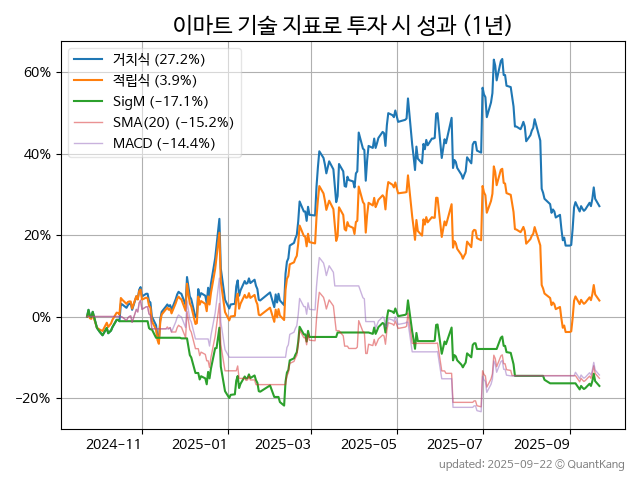 이마트 기술 지표로 투자 시 성과 (1년)
거치식 (27.2%)
적립식 (3.9%)
SigM (−17.1%)
SMA(20) (−15.2%)
MACD (−14.4%)
60%
40%
20%
0%
−20%
2024-11 2025-01 2025-03 2025-05 2025-07 2025-09
updated: 2025-09-22 © QuantKang